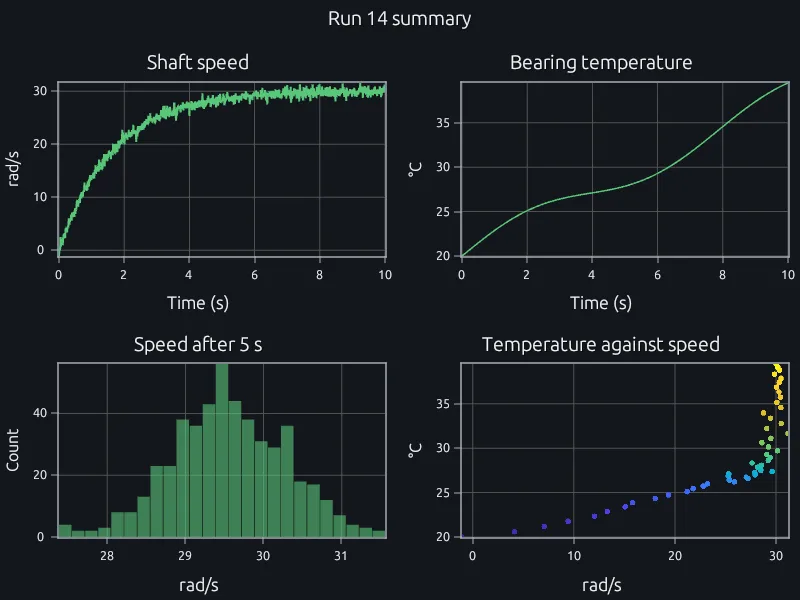 Run 14 summary
Shaft speed
rad/s
30
20
10
0
0 2 4 6 8 10
Time (s)
Bearing temperature
°C
35
30
25
20
0 2 4 6 8 10
Time (s)
Speed after 5 s
Count
40
20
0
28 29 30 31
rad/s
Temperature against speed
°C
35
30
25
20
0 10 20 30
rad/s